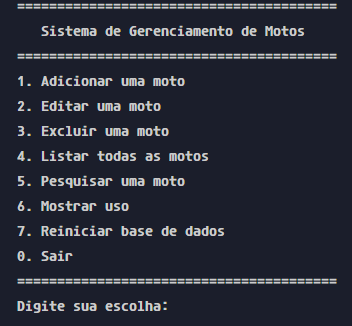 ========================================
Sistema de Gerenciamento de Motos
========================================
1. Adicionar uma moto
2. Editar uma moto
3. Excluir uma moto
4. Listar todas as motos
5. Pesquisar uma moto
6. Mostrar uso
7. Reiniciar base de dados
0. Sair
========================================
Digite sua escolha: